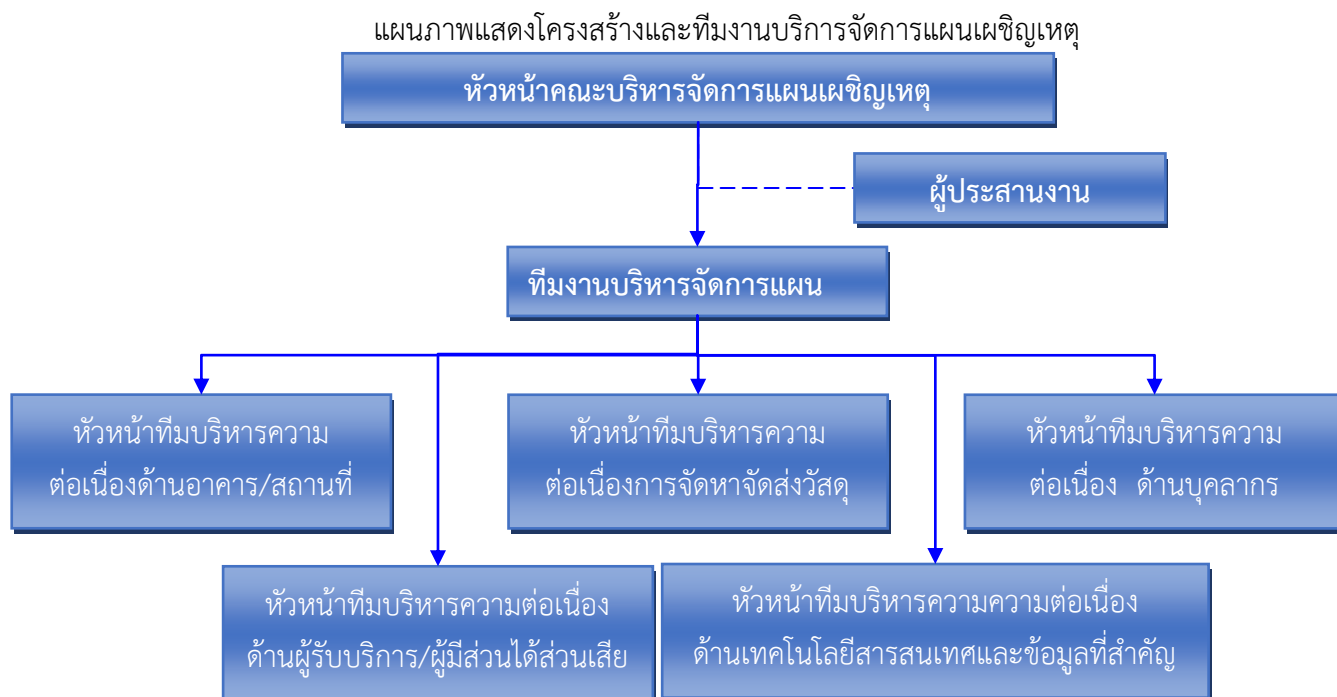 แผนภาพแสดงโครงสร้างและทีมงานบริการจัดการแผนเผชิญเหตุ
หัวหน้าคณะบริหารจัดการแผนเผชิญเหตุ
ผู้ประสานงาน
ทีมงานบริหารจัดการแผน
หัวหน้าทีมบริหารความ
ต่อเนื่องด้านอาคาร/สถานที่
หัวหน้าทีมบริหารความ
ต่อเนื่องการจัดหาจัดส่งวัสดุ
หัวหน้าทีมบริหารความ
ต่อเนื่อง ด้านบุคลากร
หัวหน้าทีมบริหารความต่อเนื่อง
ด้านผู้รับบริการ/ผู้มีส่วนได้ส่วนเสีย
หัวหน้าทีมบริหารความความต่อเนื่อง
ด้านเทคโนโลยีสารสนเทศและข้อมูลที่สำคัญ